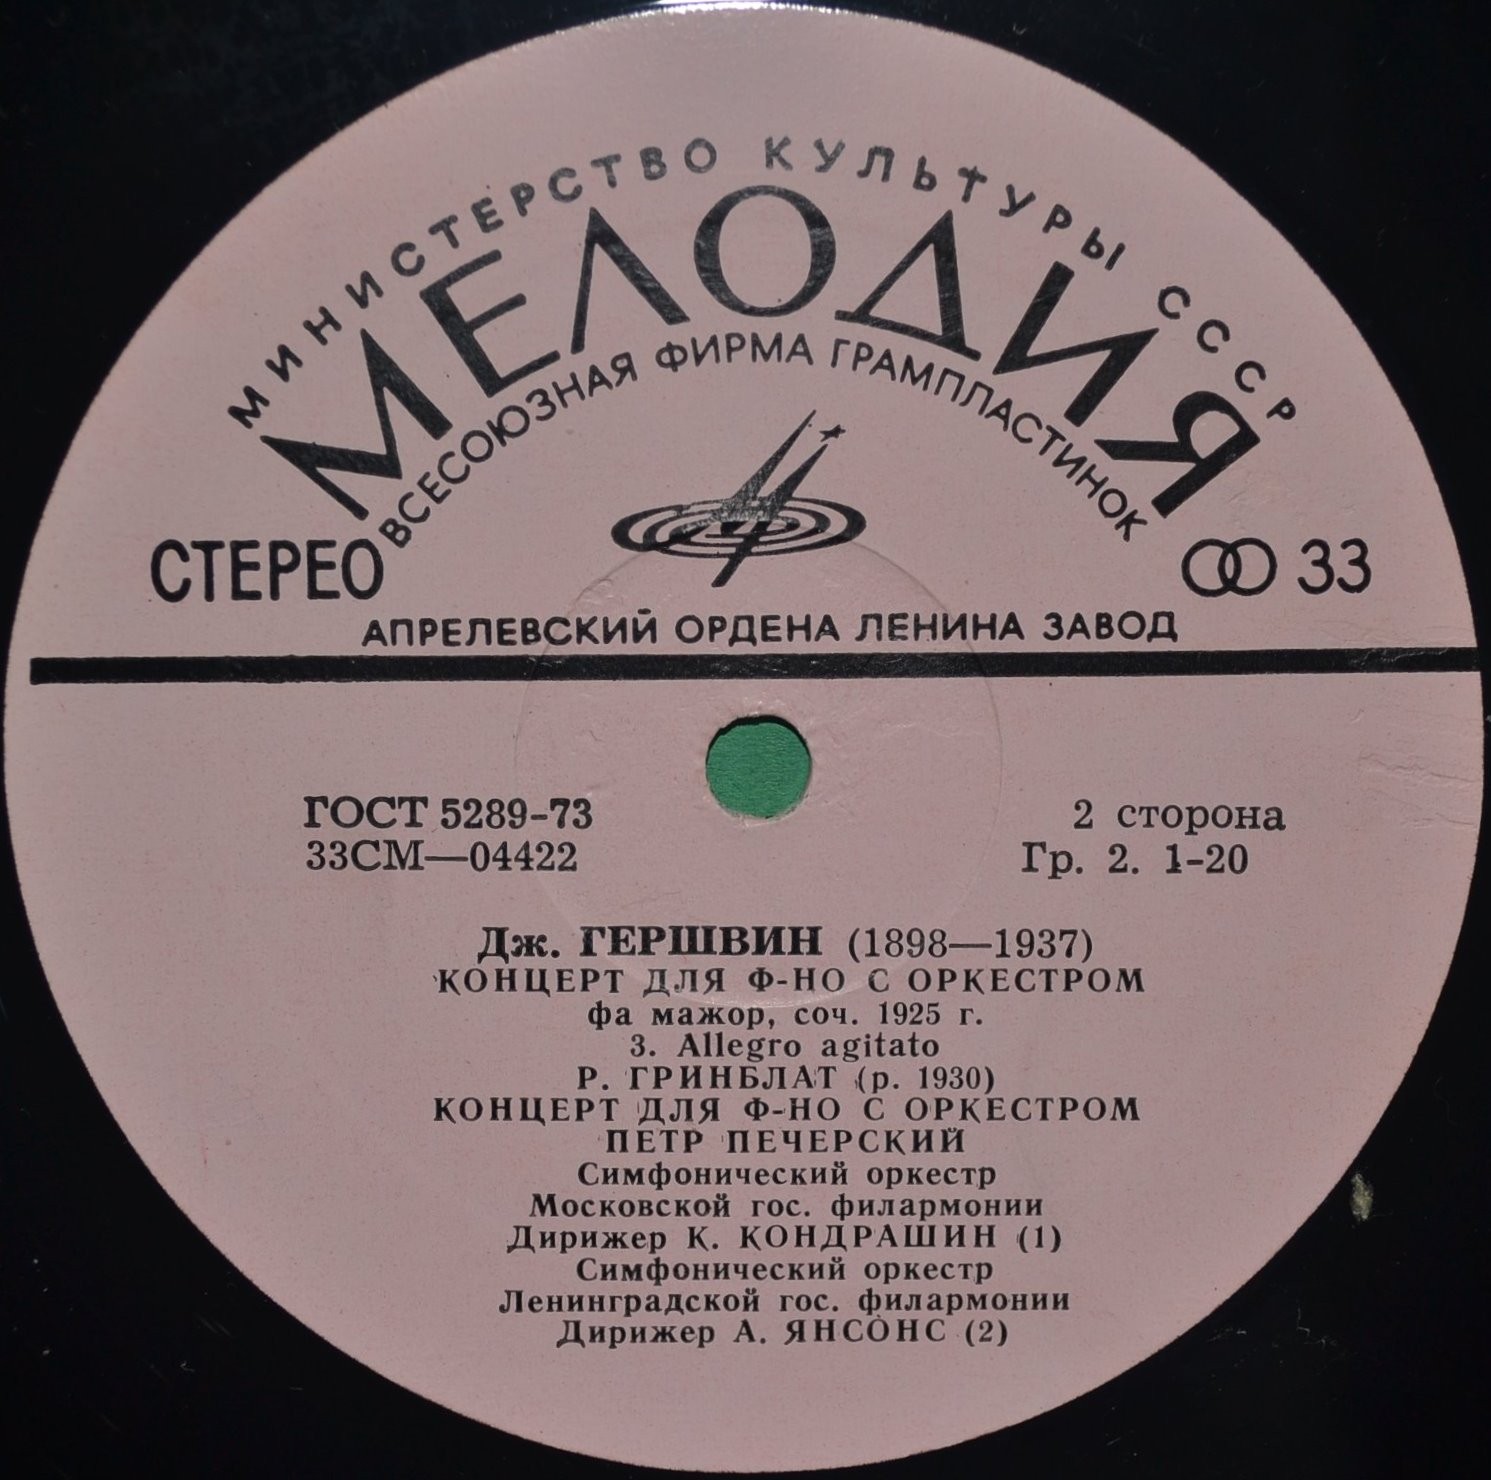 МИНИСТЕРСТВО КУЛЬТУРЫ СССР
МЕЛОДИЯ
ВСЕСОЮЗНАЯ ФИРМА ГРАМПЛАСТИНОК
СТЕРЕО 33
АПРЕЛЕВСКИЙ ОРДЕНА ЛЕНИНА ЗАВОД
ГОСТ 5289-73 2 сторона
33СМ—04422 Гр. 2. 1-20
Дж. ГЕРШВИН (1898—1937)
КОНЦЕРТ ДЛЯ Ф-НО С ОРКЕСТРОМ
фа мажор, соч. 1925 г.
3. Allegro agitato
Р. ГРИНБЛАТ (р. 1930)
КОНЦЕРТ ДЛЯ Ф-НО С ОРКЕСТРОМ
ПЕТР ПЕЧЕРСКИЙ
Симфонический оркестр
Московской гос. филармонии
Дирижер К. КОНДРАШИН (1)
Симфонический оркестр
Ленинградской гос. филармонии
Дирижер А. ЯНСОНС (2)